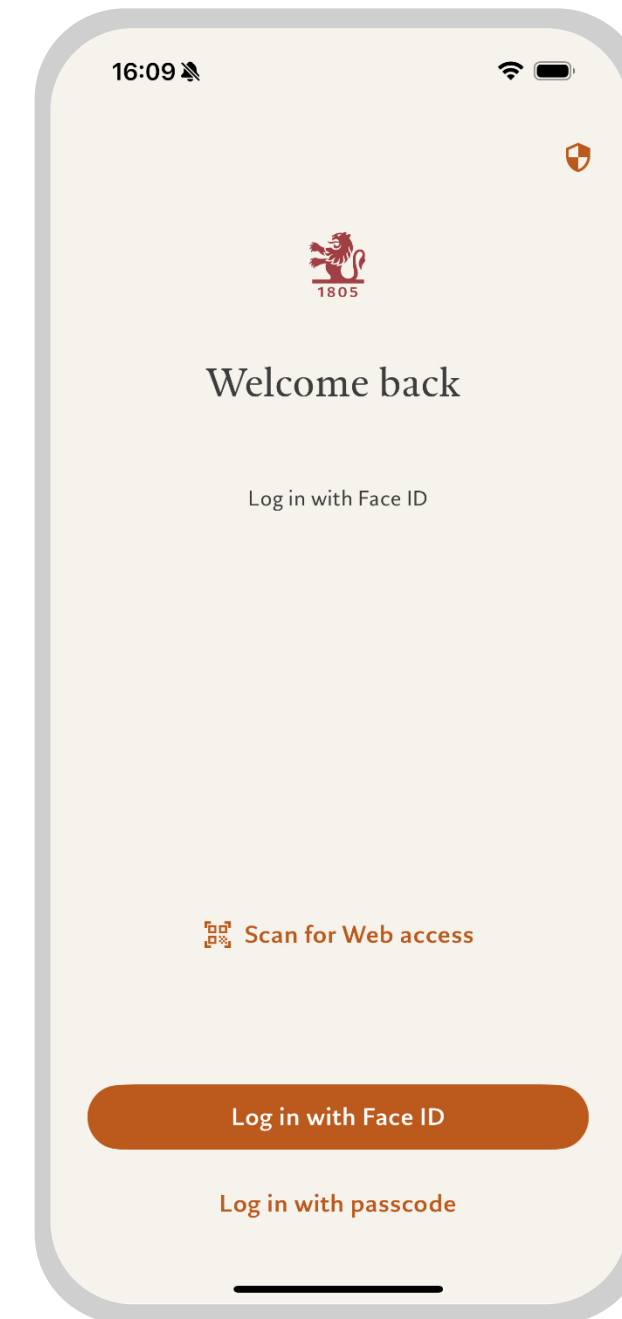 16:09
1805
Welcome back
Log in with Face ID
Scan for Web access
Log in with Face ID
Log in with passcode